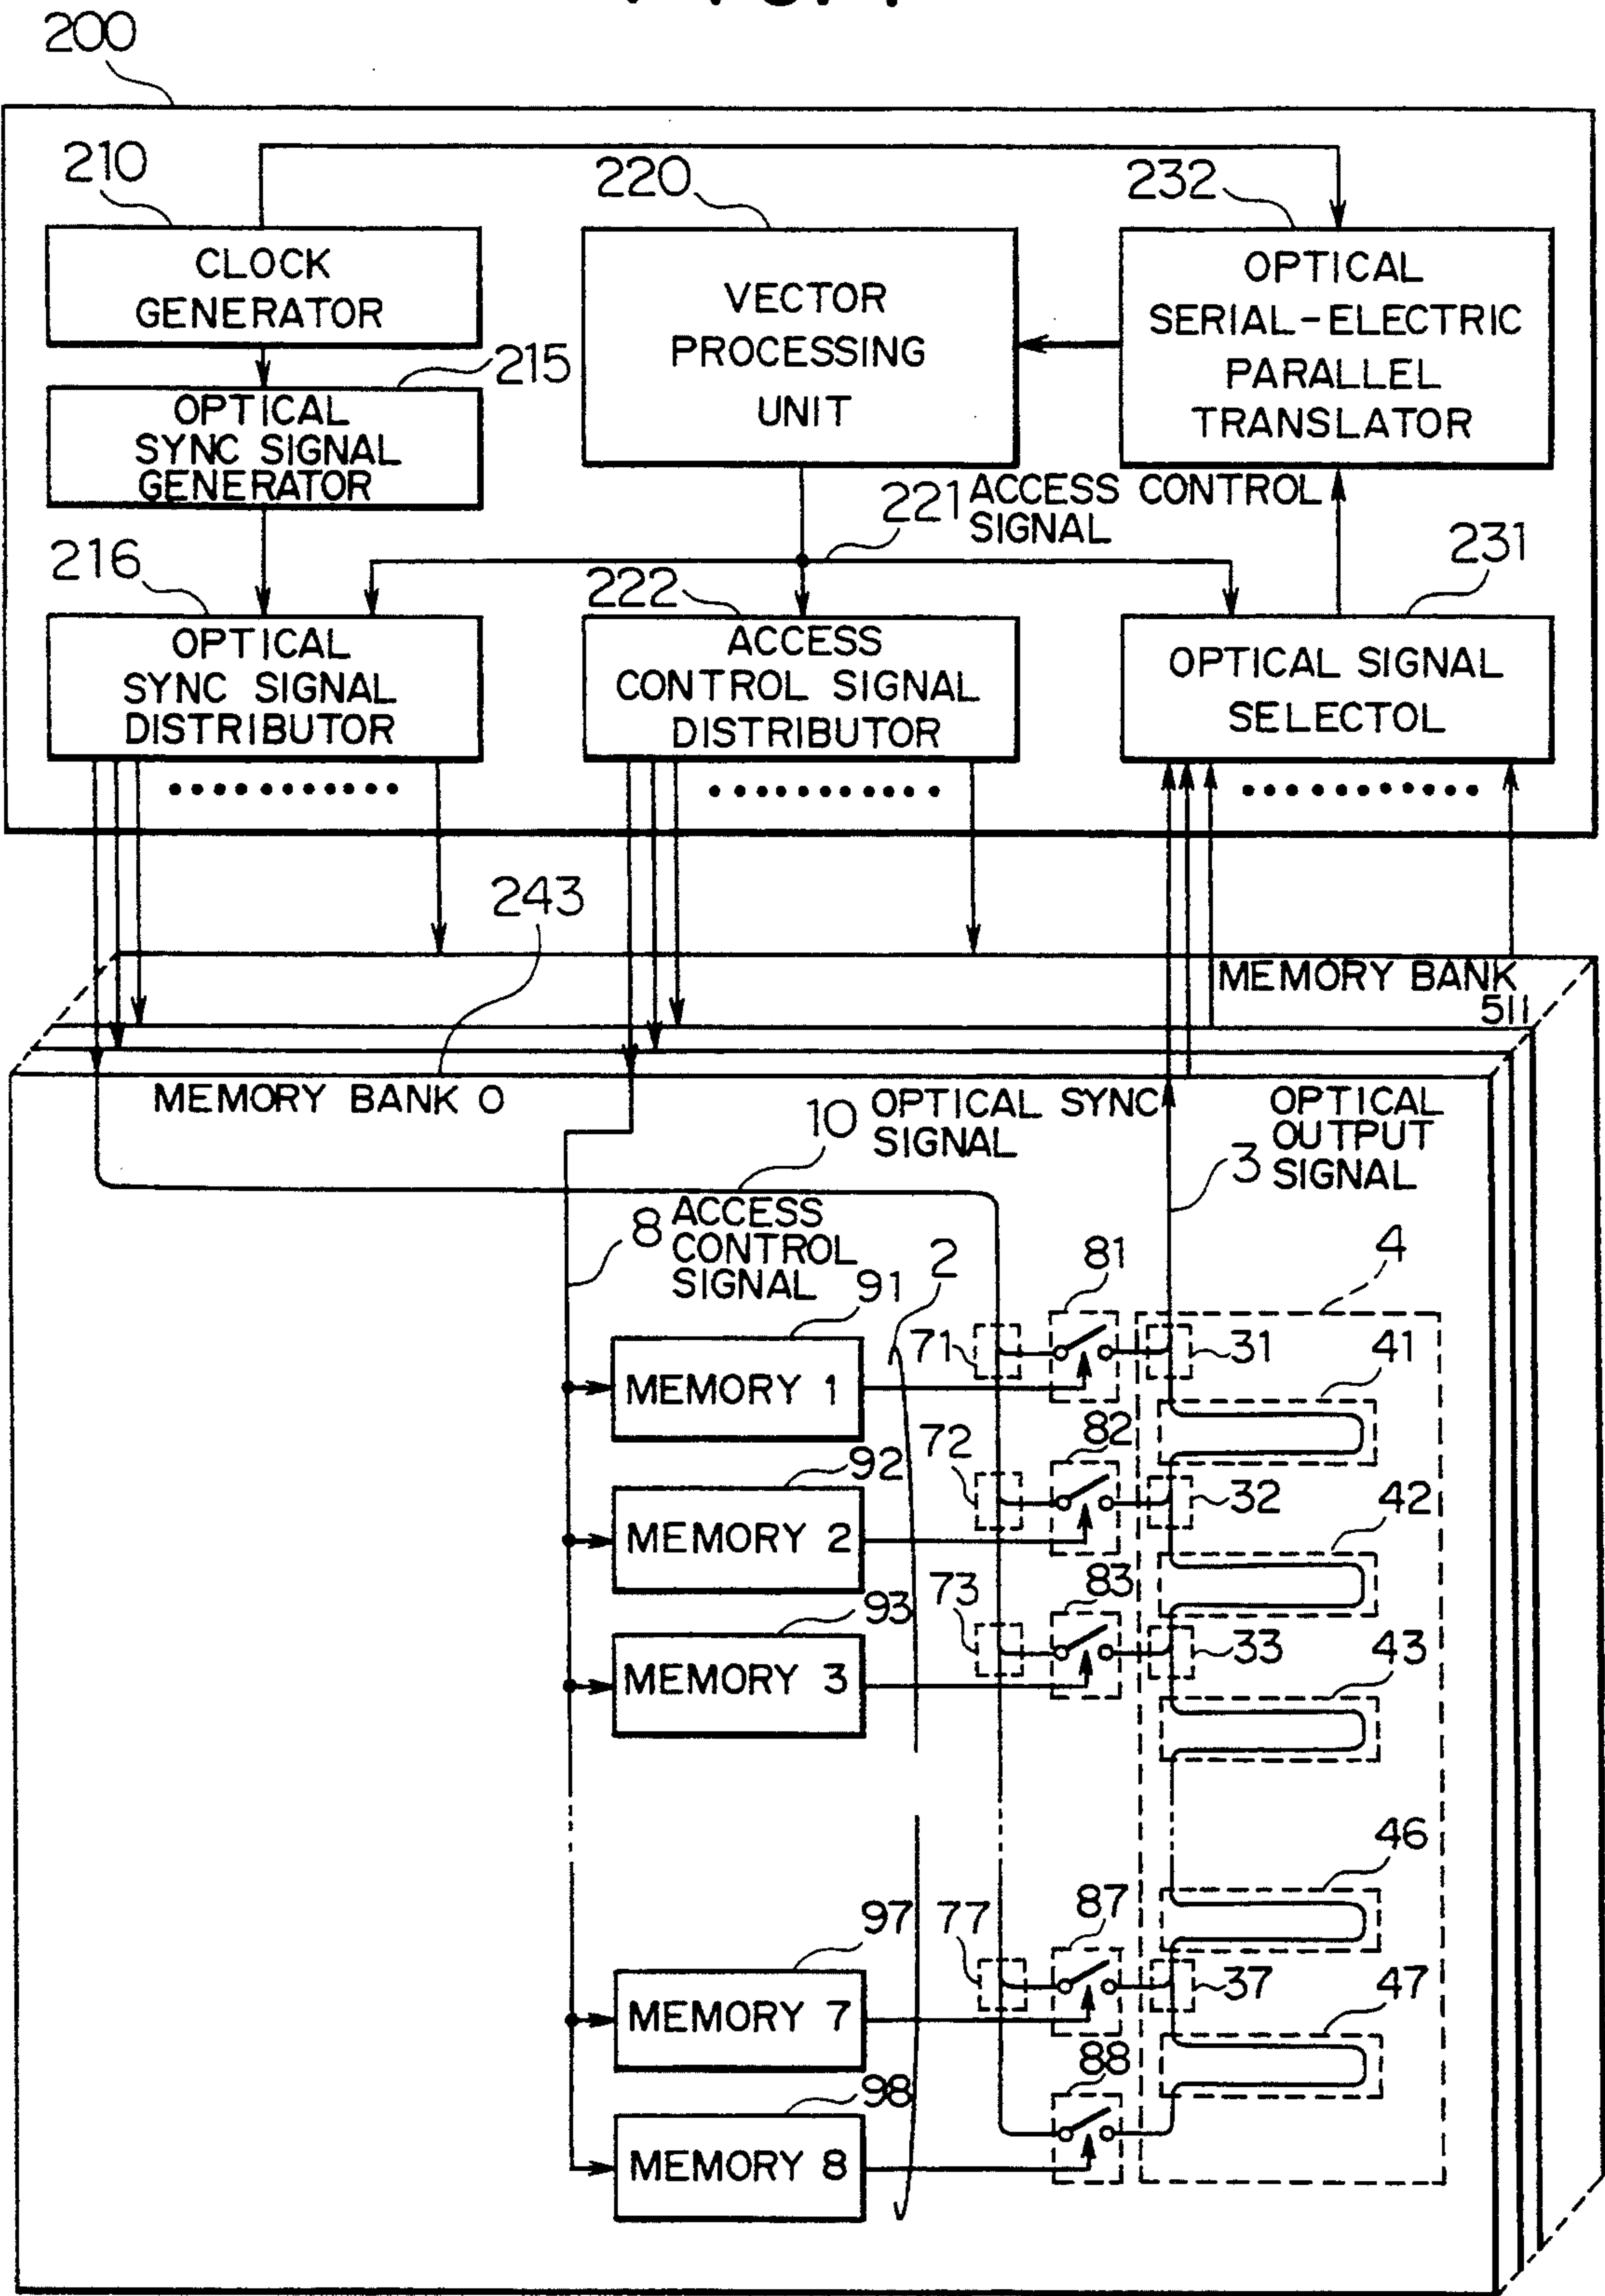 200
210
220
232
CLOCK
GENERATOR
VECTOR
PROCESSING
UNIT
OPTICAL
SERIAL-ELECTRIC
PARALLEL
TRANSLATOR
215
OPTICAL
SYNC SIGNAL
GENERATOR
221 ACCESS CONTROL
SIGNAL
216
222
231
OPTICAL
SYNC SIGNAL
DISTRIBUTOR
ACCESS
CONTROL SIGNAL
DISTRIBUTOR
OPTICAL SIGNAL
SELECTOL
243
MEMORY BANK
511
MEMORY BANK 0
10 OPTICAL SYNC
SIGNAL
3 OPTICAL
OUTPUT
SIGNAL
8 ACCESS
CONTROL
SIGNAL
2
81
4
91
71
31
41
MEMORY 1
82
72
92
32
42
MEMORY 2
83
73
93
33
43
MEMORY 3
46
97
77
87
37
47
MEMORY 7
88
98
MEMORY 8